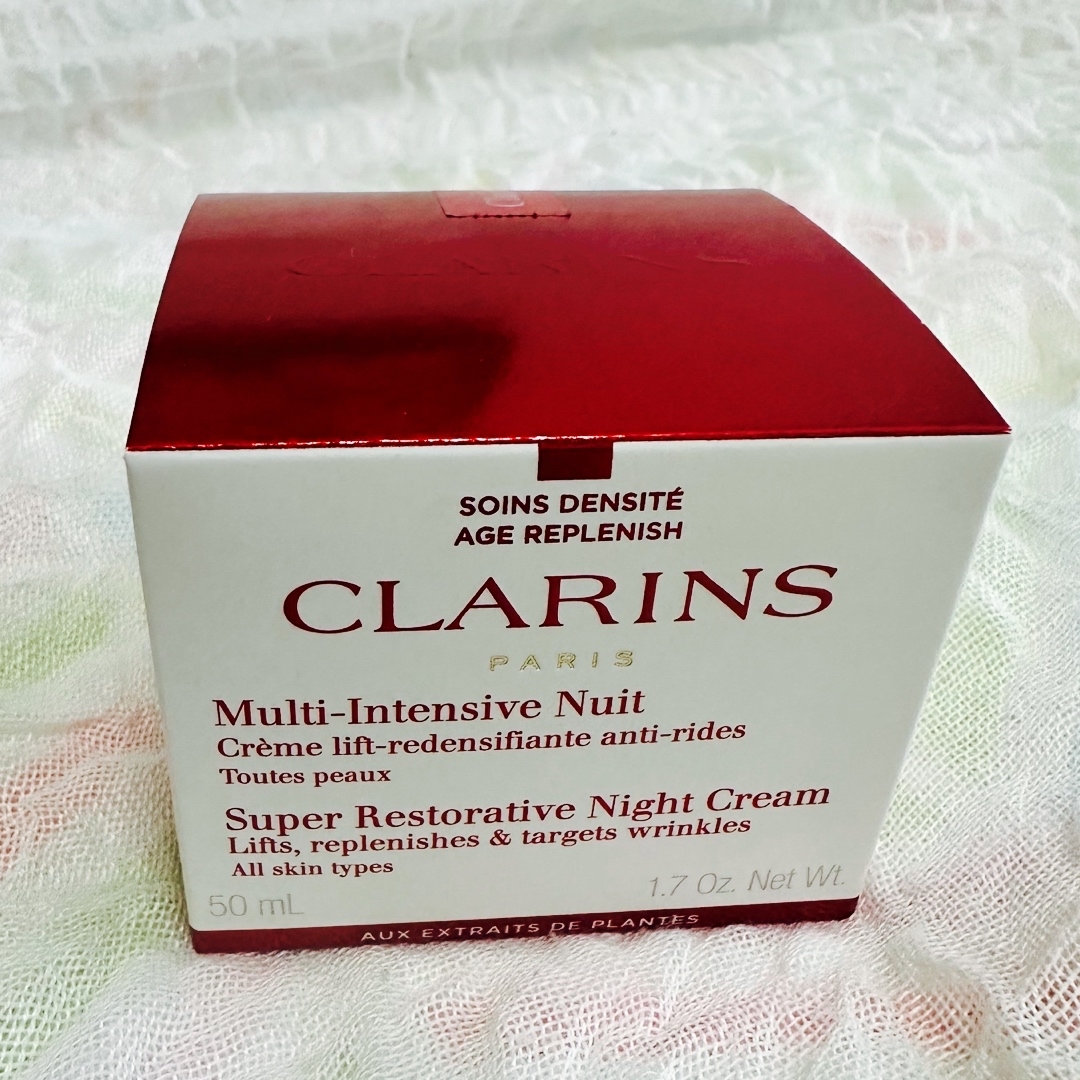 SOINS DENSITÉ
AGE REPLENISH
CLARINS
PARIS
Multi-Intensive Nuit
Crème lift-redensifiante anti-rides
Toutes peaux
Super Restorative Night Cream
Lifts, replenishes & targets wrinkles
All skin types
50 mL
1.7 Oz. Net Wt.
AUX EXTRAITS DE PLANTES